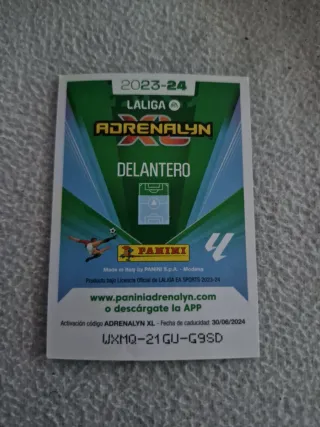 2023-24
LALIGA EA
ADRENALYN
XL
DELANTERO
PANINI
Made in Italy by PANINI S.p.A. - Modena
Producto bajo Licencia Oficial de LALIGA EA SPORTS 2023-24
www.paniniadrenalyn.com
o descárgate la APP
Activación código ADRENALYN XL - Fecha de caducidad: 30/06/2024
WXMQ-21GU-G9SD